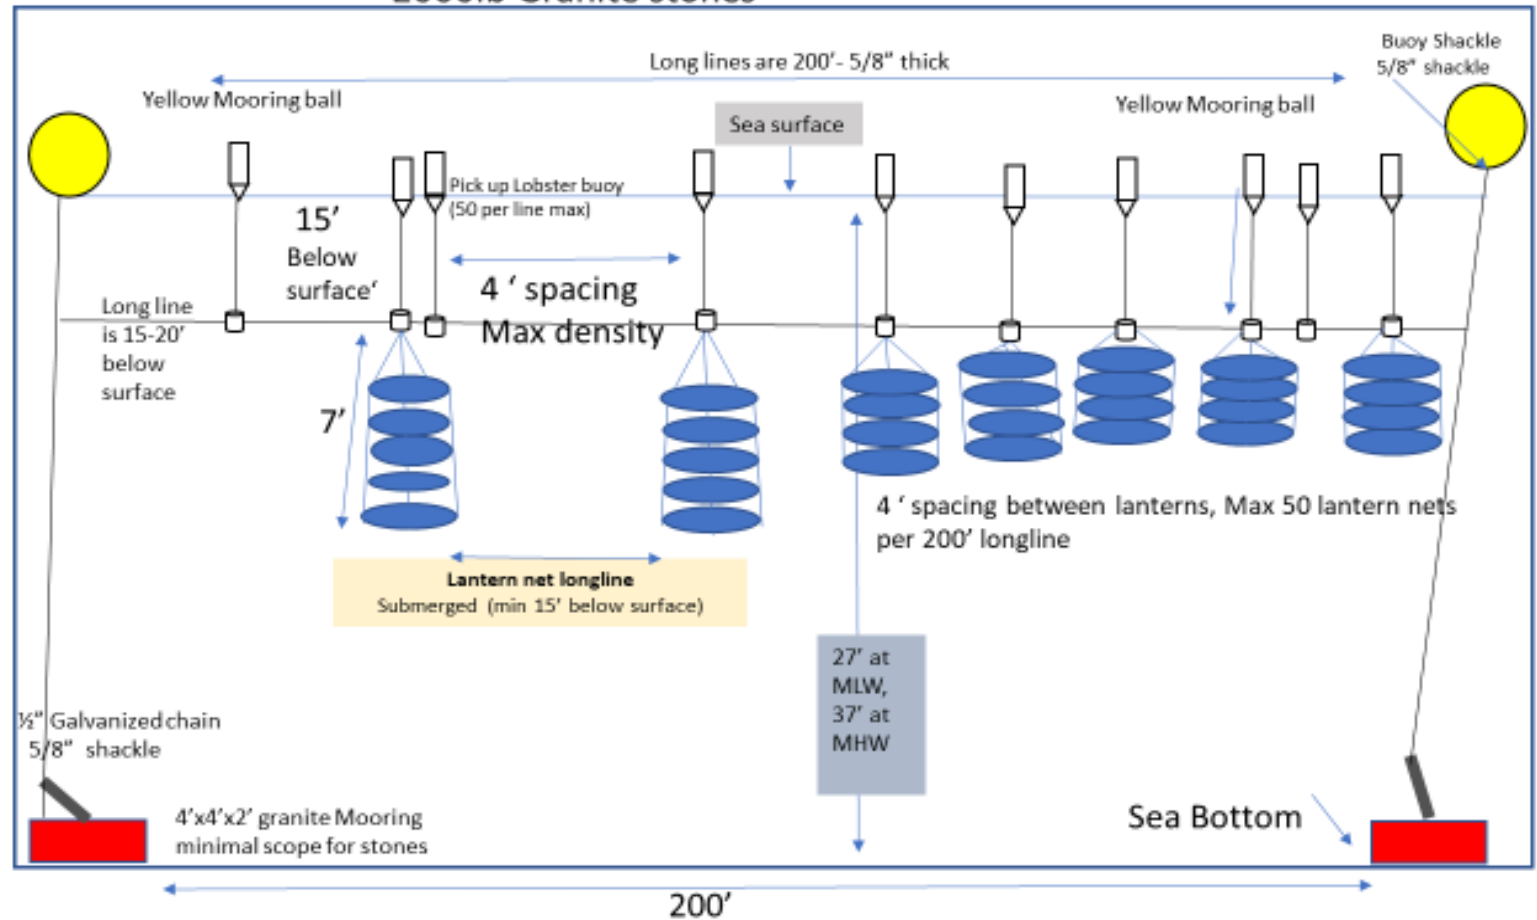 Granite stones
Long lines are 200’- 5/8” thick
Buoy Shackle
5/8” shackle
Yellow Mooring ball
Yellow Mooring ball
Sea surface
Pick up Lobster buoy
(50 per line max)
15’
Below
surface‘
4 ‘ spacing
Max density
Long line
is 15-20’
below
surface
7’
4 ‘ spacing between lanterns, Max 50 lantern nets
per 200’ longline
Lantern net longline
Submerged (min 15’ below surface)
27’ at
MLW,
37’ at
MHW
½” Galvanized chain
5/8” shackle
4’x4’x2’ granite Mooring
minimal scope for stones
Sea Bottom
200’